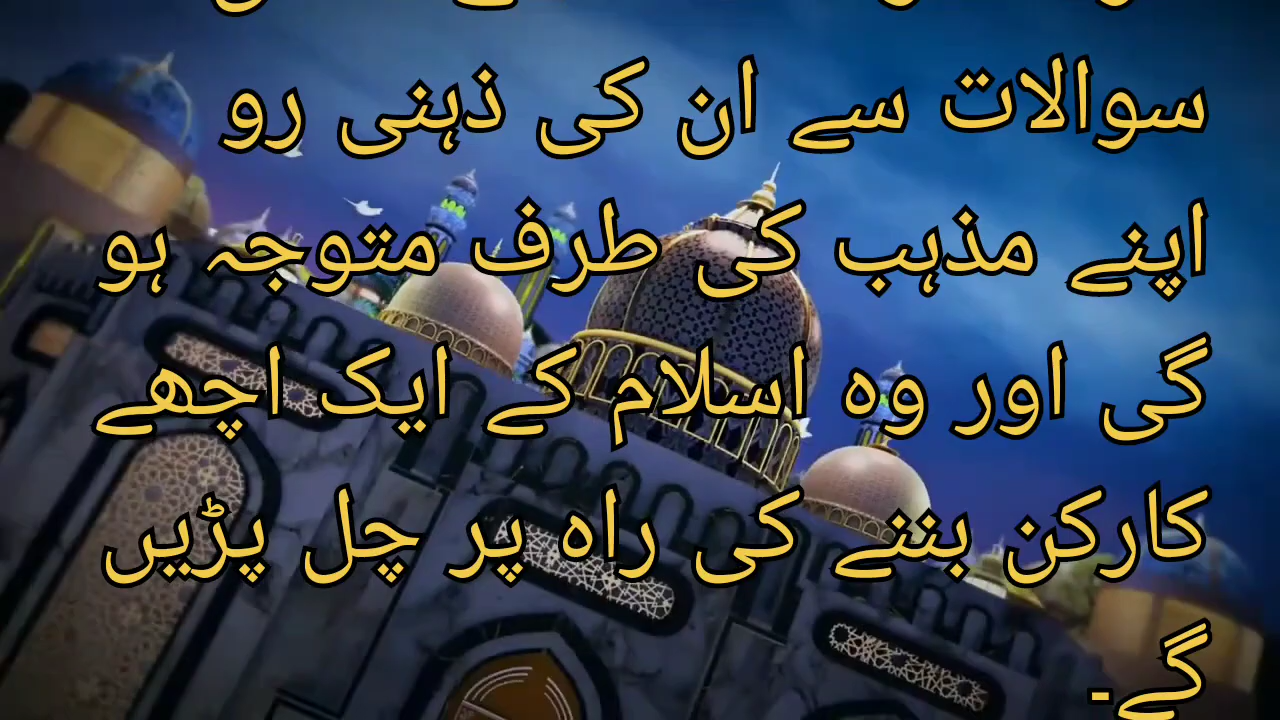 سوالات سے ان کی ذہنی رو
اپنے مذہب کی طرف متوجہ ہو
گی اور وہ اسلام کے ایک اچھے
کارکن بننے کی راہ پر چل پڑیں
گے۔